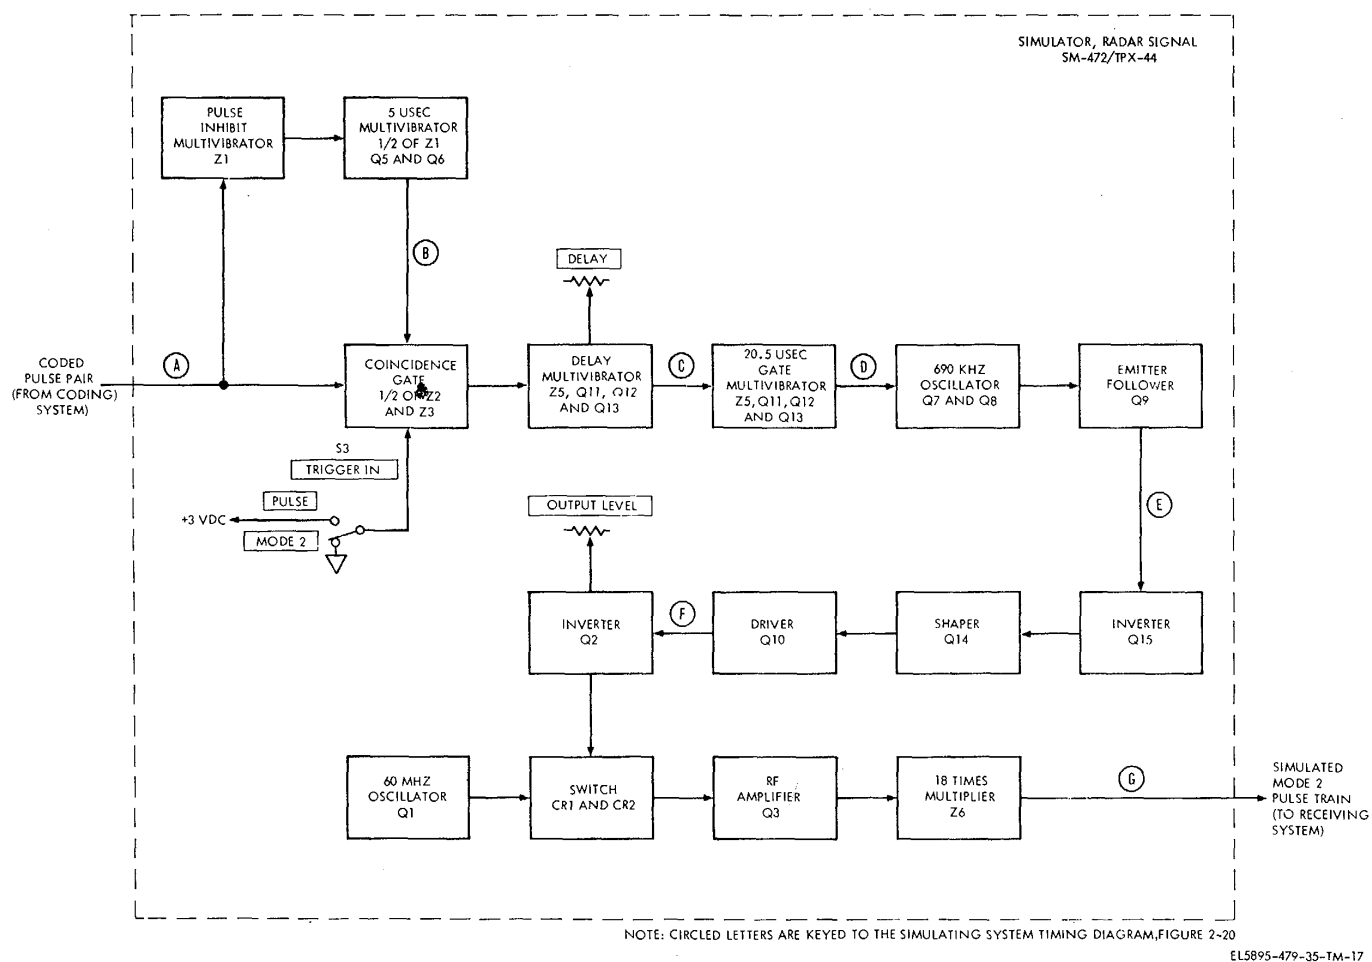 SIMULATOR, RADAR SIGNAL
SM-472/TPX-44
PULSE
INHIBIT
MULTIVIBRATOR
Z1
5 USEC
MULTIVIBRATOR
1/2 OF Z1
Q5 AND Q6
B
DELAY
CODED
PULSE PAIR
(FROM CODING)
SYSTEM)
A
COINCIDENCE
GATE
1/2 OF Z2
AND Z3
DELAY
MULTIVIBRATOR
Z5, Q11, Q12
AND Q13
C
20.5 USEC
GATE
MULTIVIBRATOR
Z5, Q11, Q12
AND Q13
D
690 KHZ
OSCILLATOR
Q7 AND Q8
EMITTER
FOLLOWER
Q9
S3
TRIGGER IN
PULSE
+3 VDC
MODE 2
OUTPUT LEVEL
E
INVERTER
Q2
F
DRIVER
Q10
SHAPER
Q14
INVERTER
Q15
60 MHZ
OSCILLATOR
Q1
SWITCH
CR1 AND CR2
RF
AMPLIFIER
Q3
18 TIMES
MULTIPLIER
Z6
G
SIMULATED
MODE 2
PULSE TRAIN
(TO RECEIVING
SYSTEM)
NOTE: CIRCLED LETTERS ARE KEYED TO THE SIMULATING SYSTEM TIMING DIAGRAM, FIGURE 2-20
EL5895-479-35-TM-17